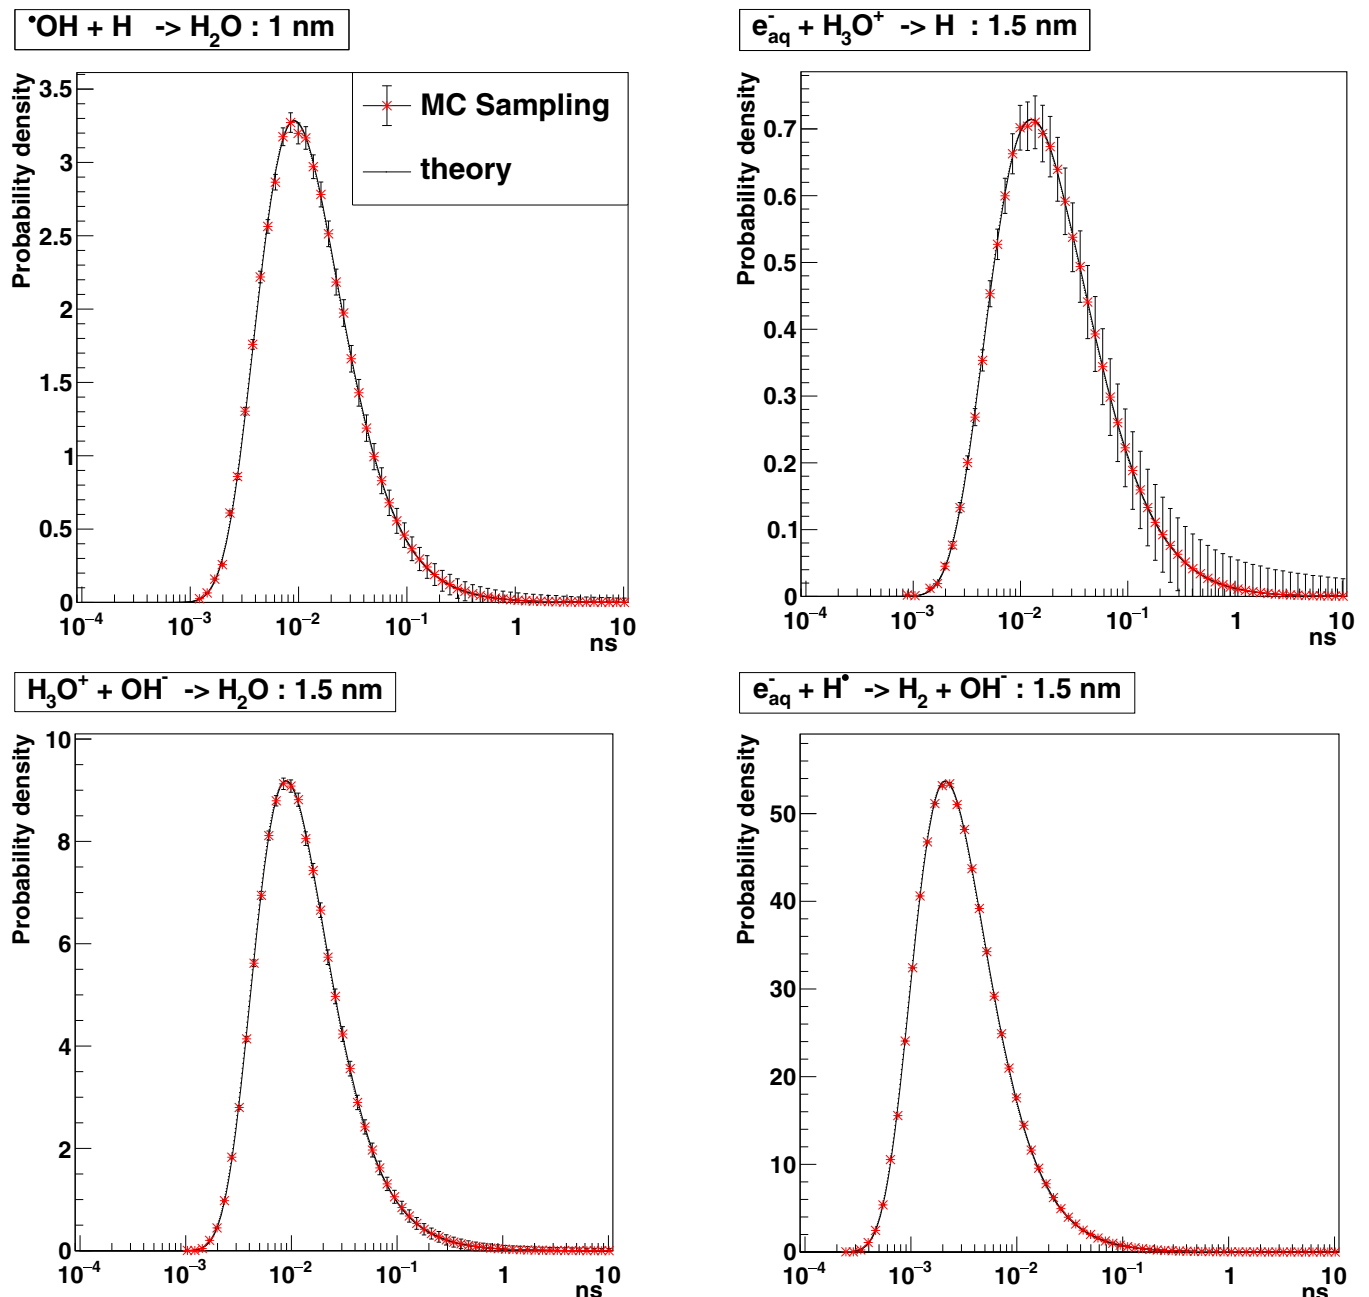 •OH + H -> H₂O : 1 nm
Probability density
3.5
3
2.5
2
1.5
1
0.5
0
MC Sampling
theory
10⁻⁴ 10⁻³ 10⁻² 10⁻¹ 1 10
ns
e⁻aq + H₃O⁺ -> H : 1.5 nm
Probability density
0.7
0.6
0.5
0.4
0.3
0.2
0.1
0
10⁻⁴ 10⁻³ 10⁻² 10⁻¹ 1 10
ns
H₃O⁺ + OH⁻ -> H₂O : 1.5 nm
Probability density
10
8
6
4
2
0
10⁻⁴ 10⁻³ 10⁻² 10⁻¹ 1 10
ns
e⁻aq + H• -> H₂ + OH⁻ : 1.5 nm
Probability density
50
40
30
20
10
0
10⁻⁴ 10⁻³ 10⁻² 10⁻¹ 1 10
ns